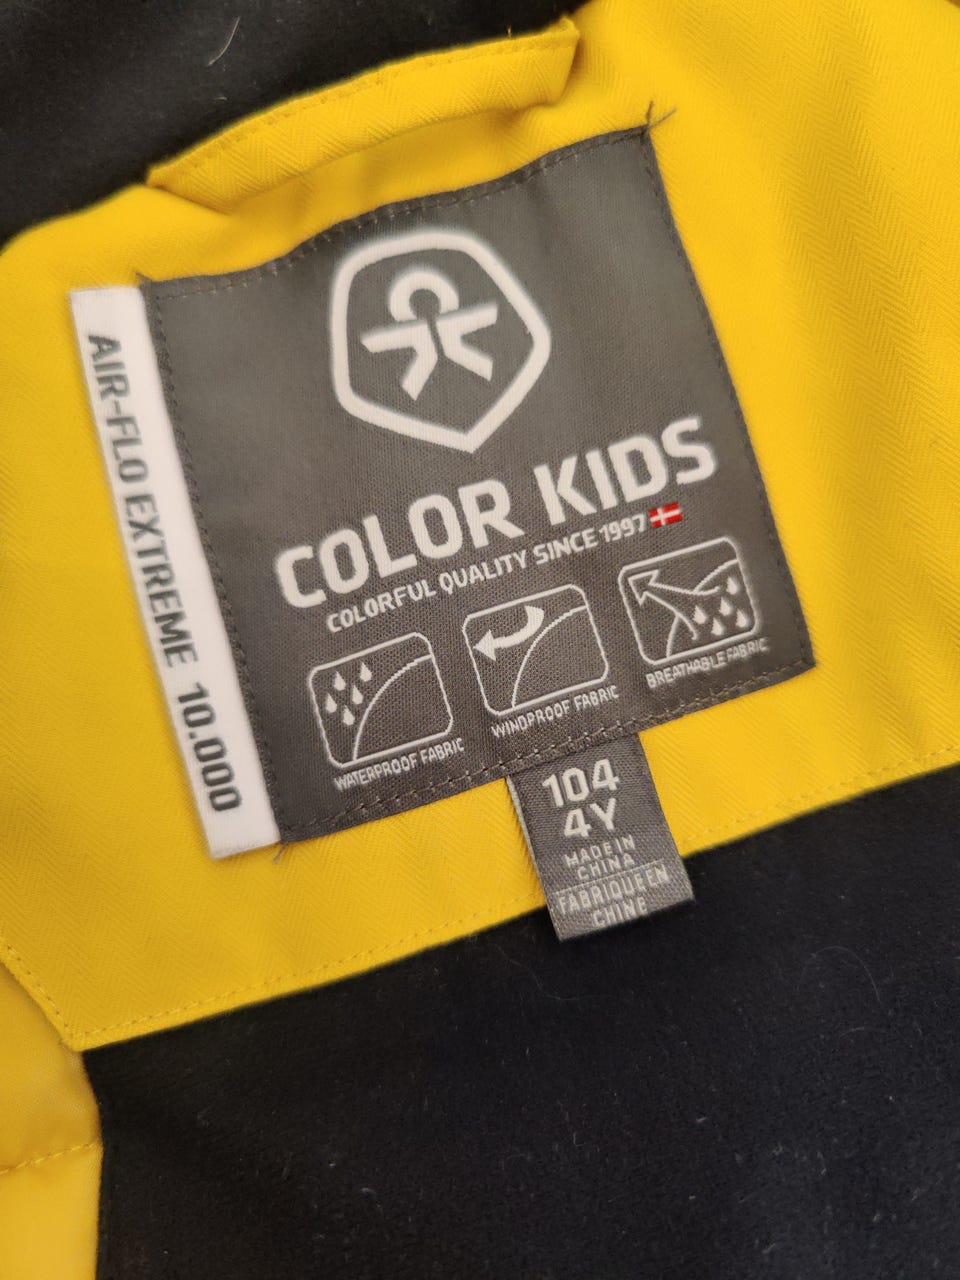 AIR-FLO EXTREME 10.000
COLOR KIDS
COLORFUL QUALITY SINCE 1997
WATERPROOF FABRIC
WINDPROOF FABRIC
BREATHABLE FABRIC
104
4Y
MADE IN
CHINA
FABRIQUE EN
CHINE